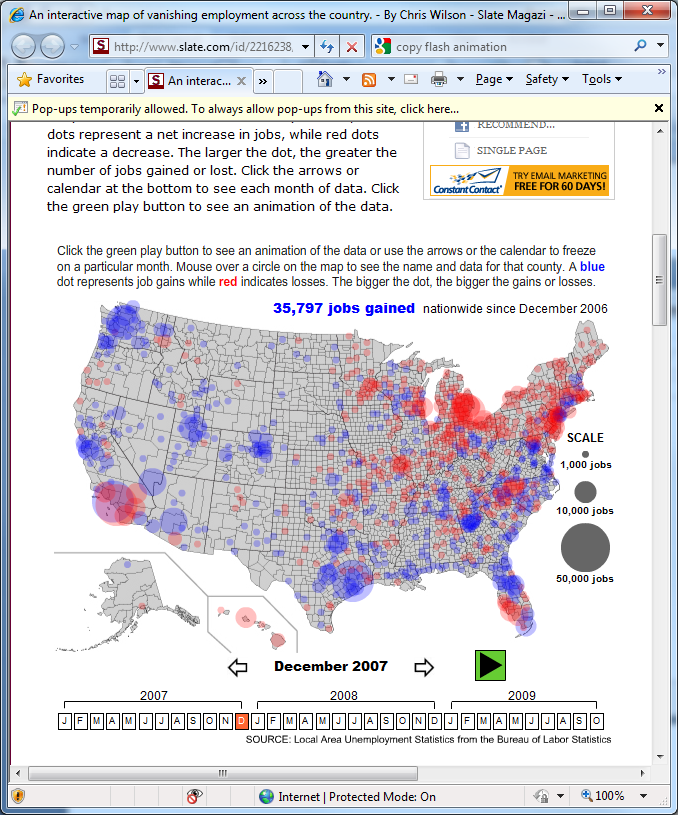 An interactive map of vanishing employment across the country. - By Chris Wilson - Slate Magazi - ...
http://www.slate.com/id/2216238,
copy flash animation
Favorites
An interac...
Page
Safety
Tools
Pop-ups temporarily allowed. To always allow pop-ups from this site, click here...
dots represent a net increase in jobs, while red dots
indicate a decrease. The larger the dot, the greater the
number of jobs gained or lost. Click the arrows or
calendar at the bottom to see each month of data. Click
the green play button to see an animation of the data.
RECOMMEND...
SINGLE PAGE
Constant Contact
TRY EMAIL MARKETING
FREE FOR 60 DAYS!
Click the green play button to see an animation of the data or use the arrows or the calendar to freeze
on a particular month. Mouse over a circle on the map to see the name and data for that county. A blue
dot represents job gains while red indicates losses. The bigger the dot, the bigger the gains or losses.
35,797 jobs gained nationwide since December 2006
SCALE
1,000 jobs
10,000 jobs
50,000 jobs
December 2007
2007 2008 2009
J F M A M J J A S O N D J F M A M J J A S O N D J F M A M J J A S O
SOURCE: Local Area Unemployment Statistics from the Bureau of Labor Statistics
Internet | Protected Mode: On
100%